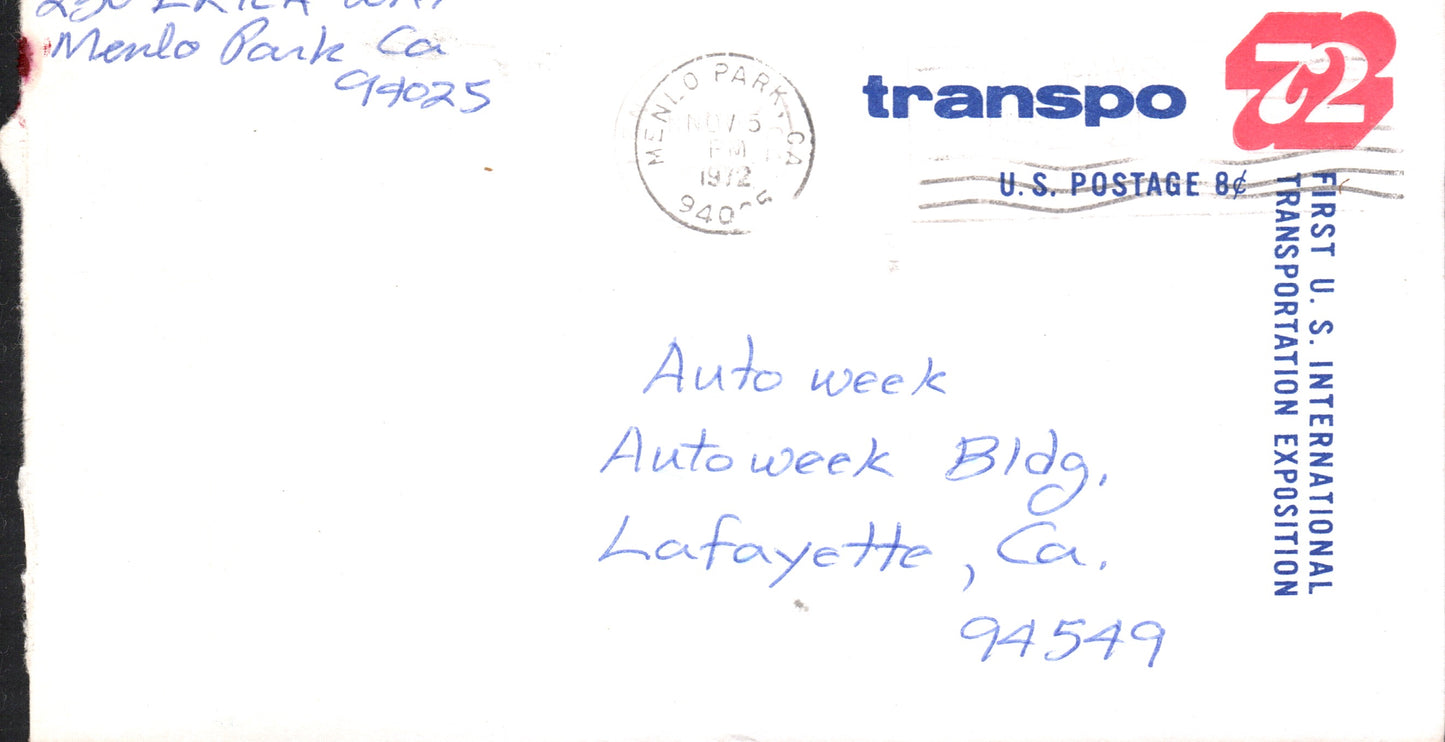 Menlo Park Ca
94025
MENLO PARK, CA
PM
1972
transpo 72
U.S. POSTAGE 8¢
FIRST U. S. INTERNATIONAL
TRANSPORTATION EXPOSITION
Auto week
Autoweek Bldg.
Lafayette, Ca.
94549